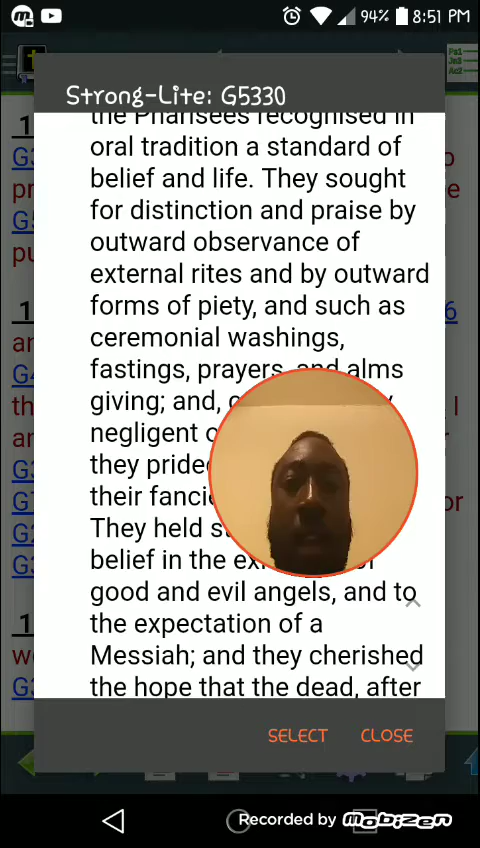 94% 8:51 PM
Ps1
Jn3
Ac2
Strong-Lite: G5330
the Pharisees recognised in
oral tradition a standard of
belief and life. They sought
for distinction and praise by
outward observance of
external rites and by outward
forms of piety, and such as
ceremonial washings,
fastings, prayers, and alms
giving; and,
negligent
they
their
They held
belief in the
good and evil angels, and to
the expectation of a
Messiah; and they cherished
the hope that the dead, after
SELECT CLOSE
Recorded by Mobizen